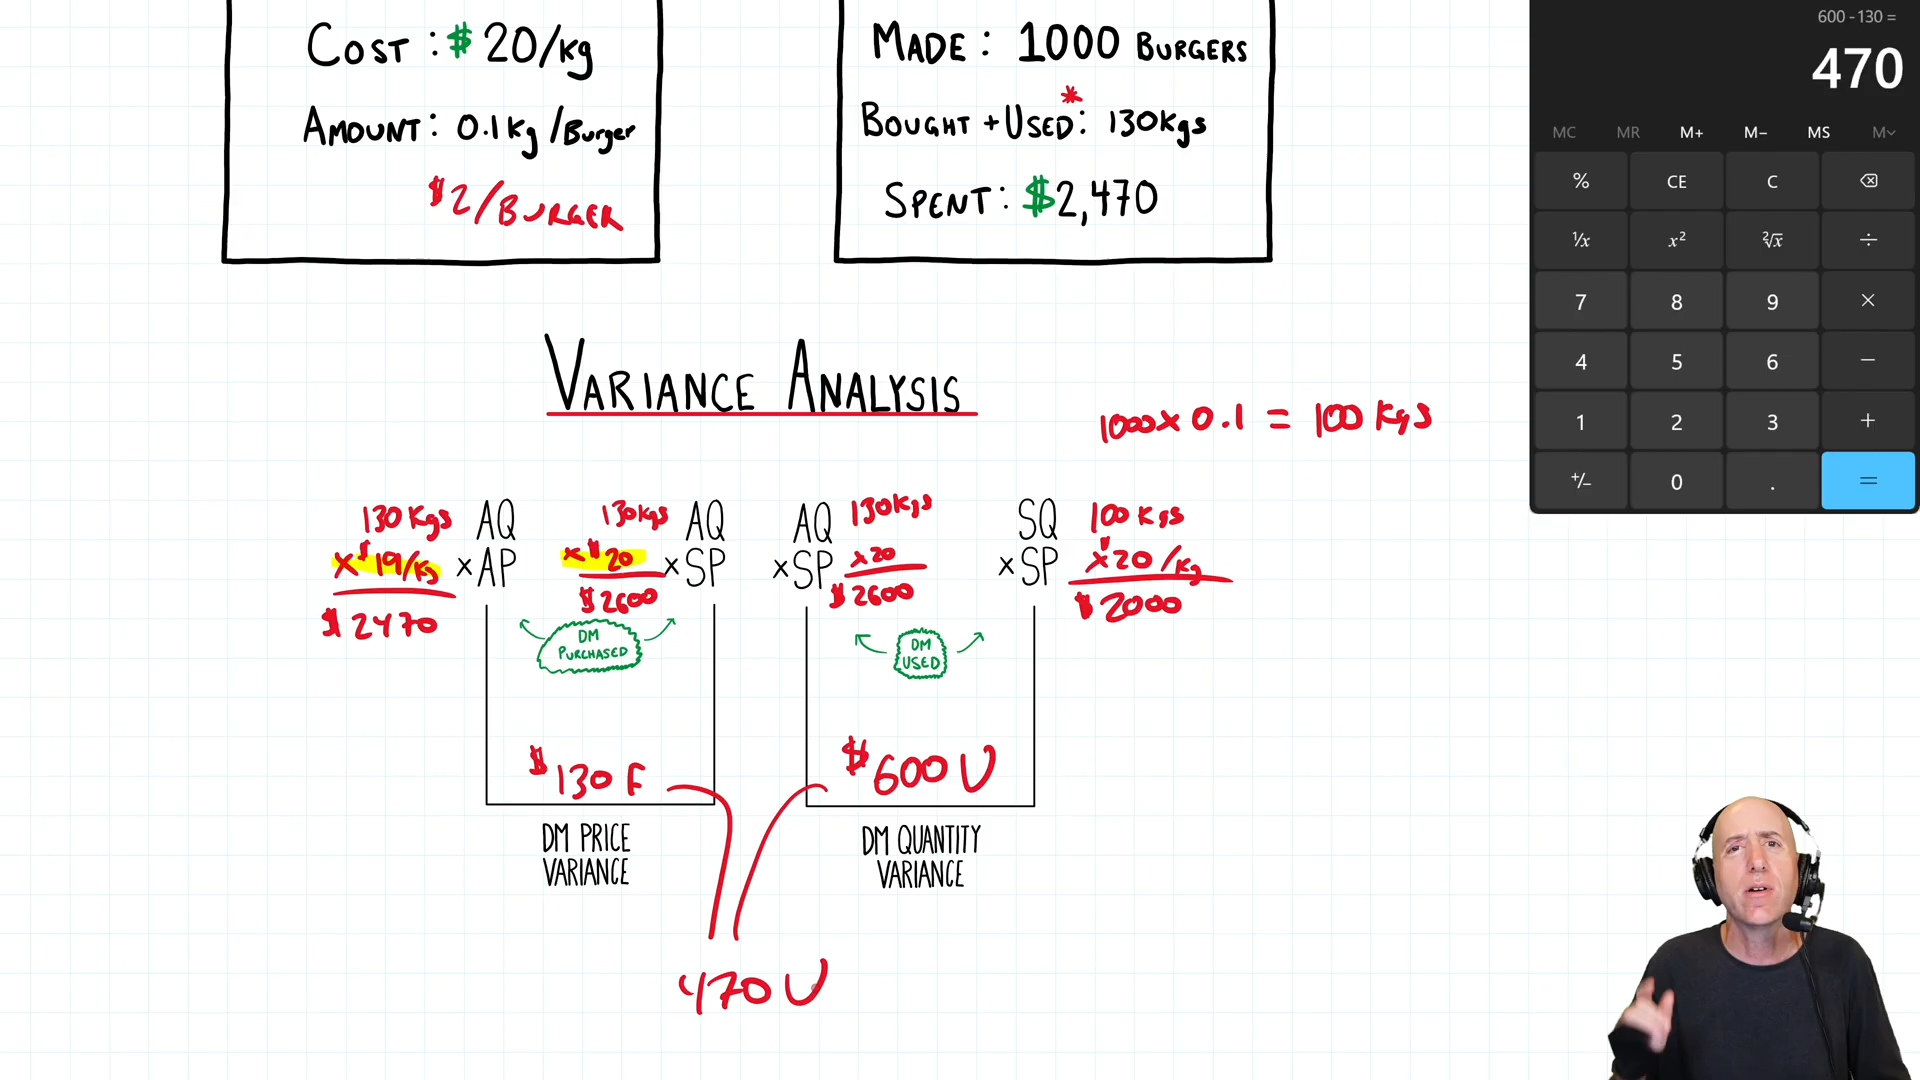 COST : $ 20/kg
AMOUNT: 0.1Kg/Burger
$2/BURGER
MADE: 1000 BURGERS
*
BOUGHT + USED: 130kgs
SPENT: $2,470
600 - 130 =
470
MC MR M+ M− MS M˅
% CE C ⌫
¹/x x² ²√x ÷
7 8 9 ×
4 5 6 −
1 2 3 +
+/− 0 . =
VARIANCE ANALYSIS
1000 x 0.1 = 100 Kgs
130 Kgs AQ
x $19/Kg ×AP
$ 2470
130kgs AQ
x $20 ×SP
$2600
AQ 130kgs
×SP x20
$2600
SQ 100 Kgs
×SP x $20/Kg
$2000
DM
PURCHASED
DM
USED
$130 F
$600 U
DM PRICE
VARIANCE
DM QUANTITY
VARIANCE
470 U